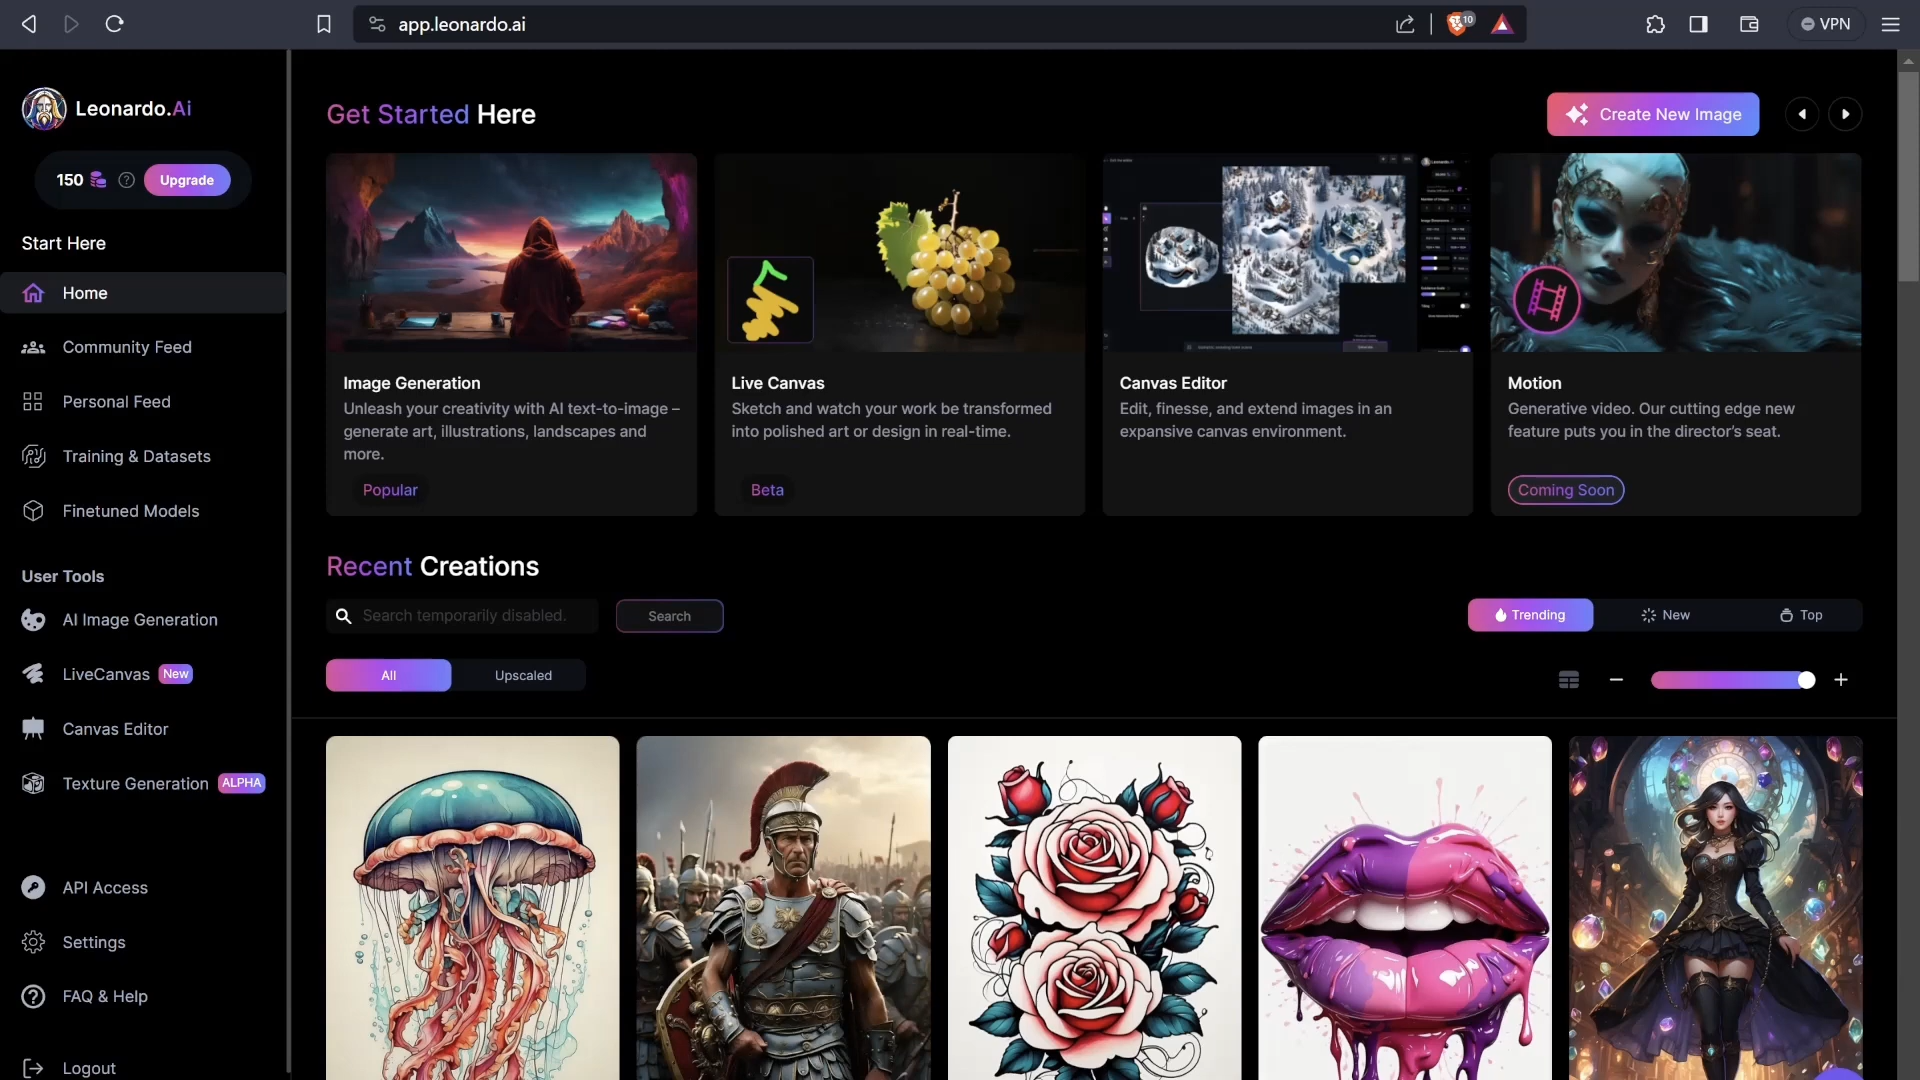 app.leonardo.ai
10
VPN
Leonardo.Ai
150
Upgrade
Start Here
Home
Community Feed
Personal Feed
Training & Datasets
Finetuned Models
User Tools
AI Image Generation
LiveCanvas New
Canvas Editor
Texture Generation ALPHA
API Access
Settings
FAQ & Help
Logout
Get Started Here
Create New Image
Image Generation
Unleash your creativity with AI text-to-image –
generate art, illustrations, landscapes and
more.
Popular
Live Canvas
Sketch and watch your work be transformed
into polished art or design in real-time.
Beta
Canvas Editor
Edit, finesse, and extend images in an
expansive canvas environment.
Motion
Generative video. Our cutting edge new
feature puts you in the director's seat.
Coming Soon
Recent Creations
Search temporarily disabled.
Search
Trending
New
Top
All
Upscaled